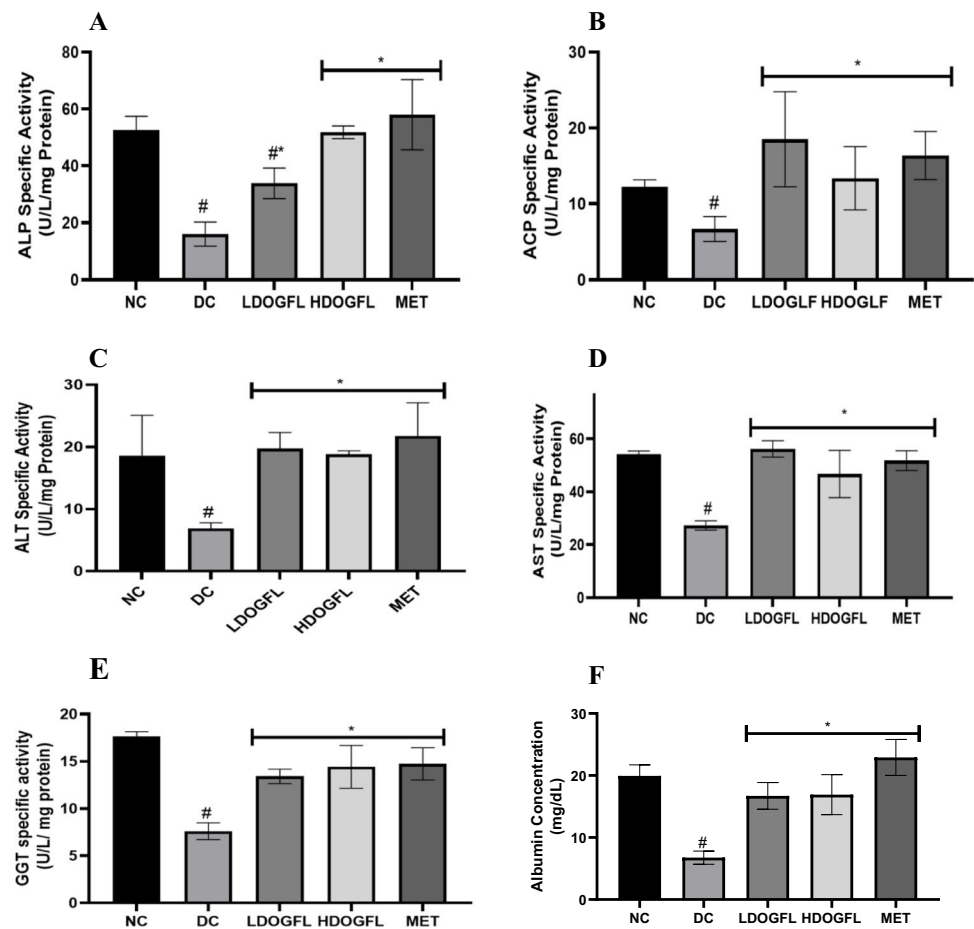 A
ALP Specific Activity
(U/L/mg Protein)
80
60
40
20
0
#
#*
*
NC DC LDOGFL HDOGFL MET
B
ACP Specific Activity
(U/L/mg Protein)
30
20
10
0
#
*
NC DC LDOGLF HDOGLF MET
C
ALT Specific Activity
(U/L/mg Protein)
30
20
10
0
#
*
NC DC LDOGFL HDOGFL MET
D
AST Specific Activity
(U/L/mg Protein)
60
40
20
0
#
*
NC DC LDOGFL HDOGFL MET
E
GGT specific activity
(U/L/ mg protein)
20
15
10
5
0
#
*
NC DC LDOGFL HDOGFL MET
F
Albumin Concentration
(mg/dL)
30
20
10
0
#
*
NC DC LDOGFL HDOGFL MET